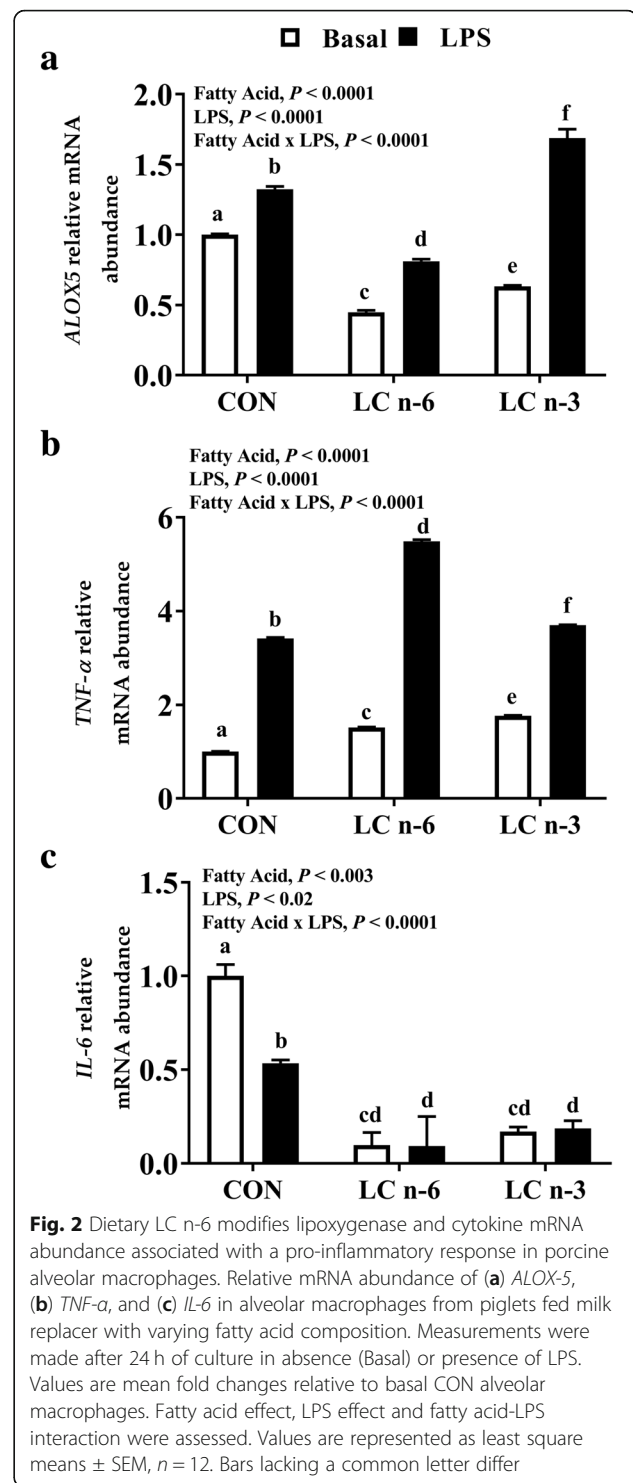 Basal LPS
a
Fatty Acid, P < 0.0001
LPS, P < 0.0001
Fatty Acid x LPS, P < 0.0001
ALOX5 relative mRNA
abundance
2.0
1.5
1.0
0.5
0.0
a
b
c
d
e
f
CON LC n-6 LC n-3
b
Fatty Acid, P < 0.0001
LPS, P < 0.0001
Fatty Acid x LPS, P < 0.0001
TNF-α relative
mRNA abundance
6
4
2
0
a
b
c
d
e
f
CON LC n-6 LC n-3
c
Fatty Acid, P < 0.003
LPS, P < 0.02
Fatty Acid x LPS, P < 0.0001
IL-6 relative
mRNA abundance
1.5
1.0
0.5
0.0
a
b
cd
d
cd
d
CON LC n-6 LC n-3
Fig. 2 Dietary LC n-6 modifies lipoxygenase and cytokine mRNA
abundance associated with a pro-inflammatory response in porcine
alveolar macrophages. Relative mRNA abundance of (a) ALOX-5,
(b) TNF-α, and (c) IL-6 in alveolar macrophages from piglets fed milk
replacer with varying fatty acid composition. Measurements were
made after 24 h of culture in absence (Basal) or presence of LPS.
Values are mean fold changes relative to basal CON alveolar
macrophages. Fatty acid effect, LPS effect and fatty acid-LPS
interaction were assessed. Values are represented as least square
means ± SEM, n = 12. Bars lacking a common letter differ